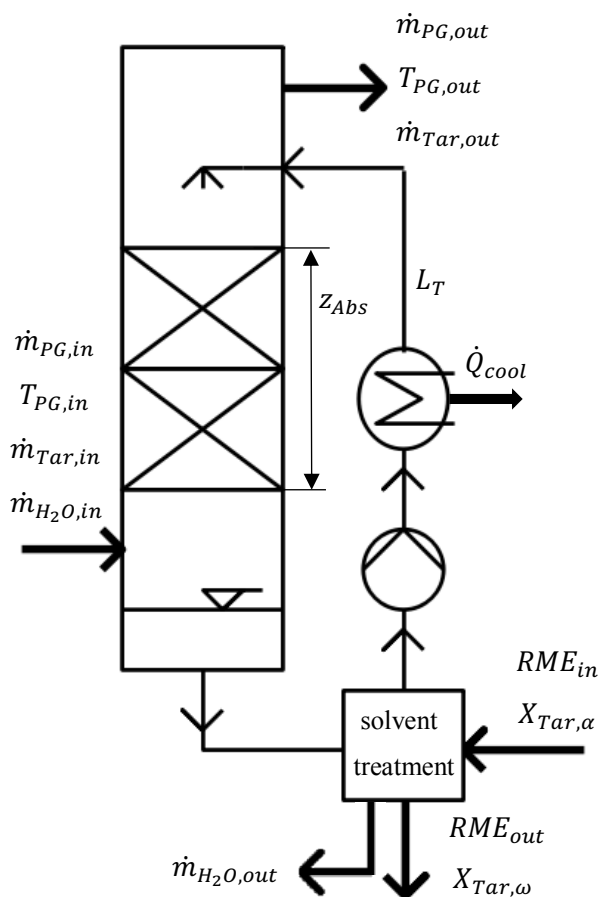 ṁ_PG,out
T_PG,out
ṁ_Tar,out
L_T
z_Abs
ṁ_PG,in
T_PG,in
ṁ_Tar,in
ṁ_H₂O,in
Q̇_cool
RME_in
X_Tar,α
solvent
treatment
RME_out
ṁ_H₂O,out
X_Tar,ω